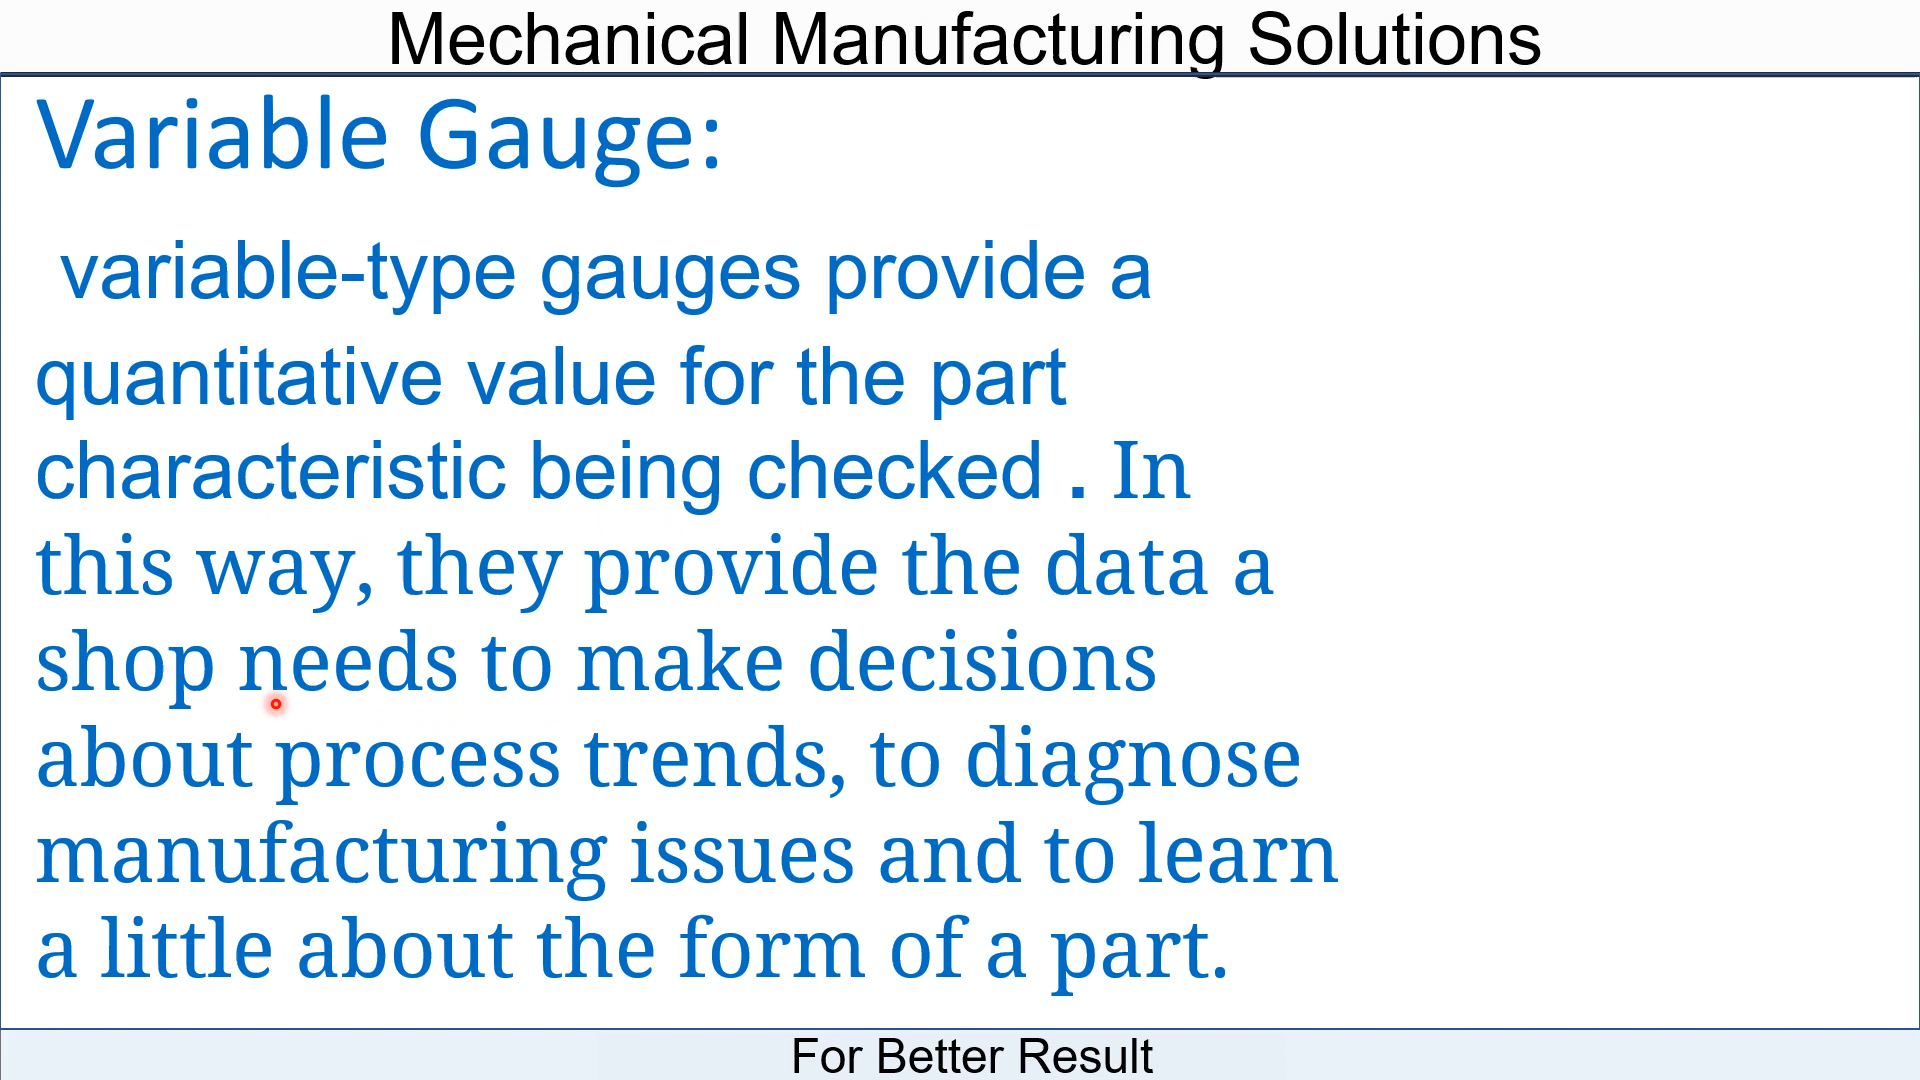 Mechanical Manufacturing Solutions
Variable Gauge:
variable-type gauges provide a
quantitative value for the part
characteristic being checked . In
this way, they provide the data a
shop needs to make decisions
about process trends, to diagnose
manufacturing issues and to learn
a little about the form of a part.
For Better Result